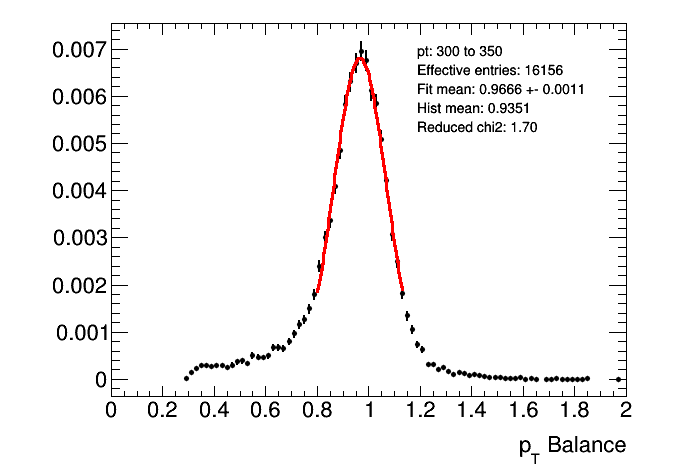 0.007
0.006
0.005
0.004
0.003
0.002
0.001
0
pt: 300 to 350
Effective entries: 16156
Fit mean: 0.9666 +- 0.0011
Hist mean: 0.9351
Reduced chi2: 1.70
0 0.2 0.4 0.6 0.8 1 1.2 1.4 1.6 1.8 2
pT Balance